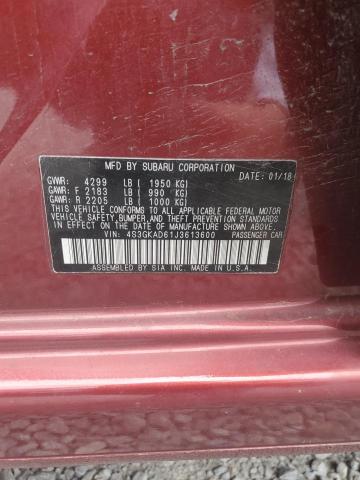 MFD BY SUBARU CORPORATION
GVWR: 4299 LB ( 1950 KG) DATE: 01/18
GAWR: F 2183 LB ( 990 KG)
GAWR: R 2205 LB ( 1000 KG)
THIS VEHICLE CONFORMS TO ALL APPLICABLE FEDERAL MOTOR
VEHICLE SAFETY, BUMPER, AND THEFT PREVENTION STANDARDS
IN EFFECT ON THE DATE OF MANUFACTURE SHOWN ABOVE.
VIN: 4S3GKAD61J3613600 PASSENGER CAR
ASSEMBLED BY SIA INC. MADE IN U.S.A.